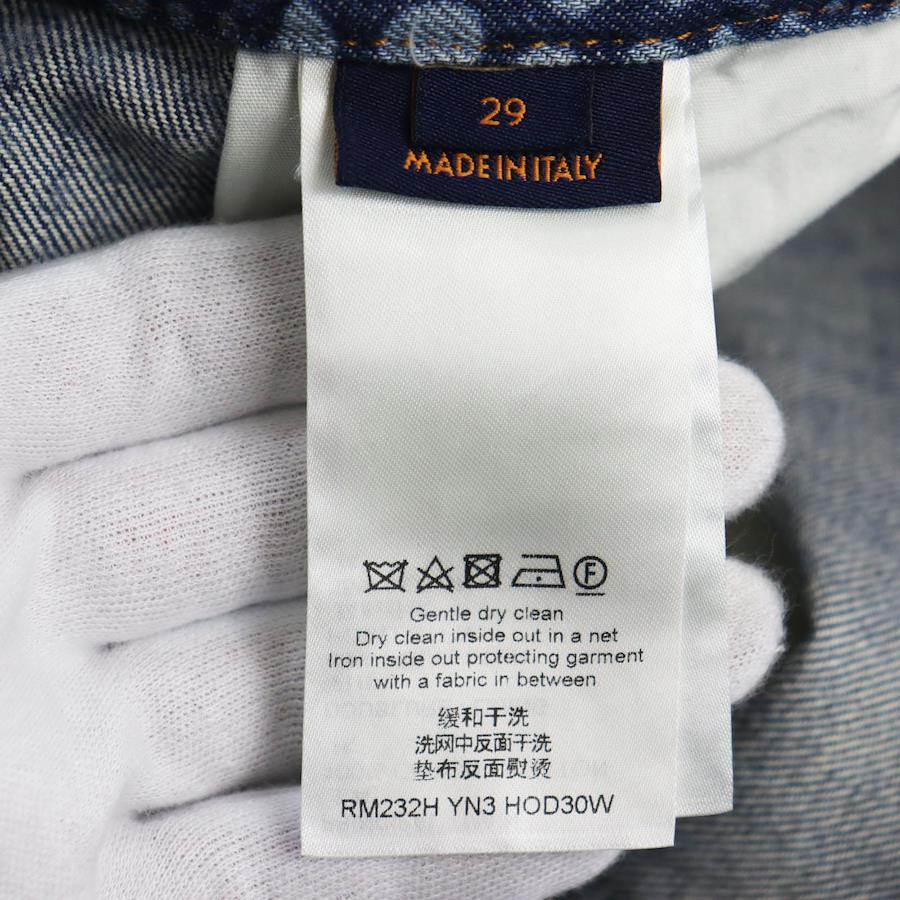 29
MADE IN ITALY
F
Gentle dry clean
Dry clean inside out in a net
Iron inside out protecting garment
with a fabric in between
缓和干洗
洗网中反面干洗
垫布反面熨烫
RM232H YN3 HOD30W